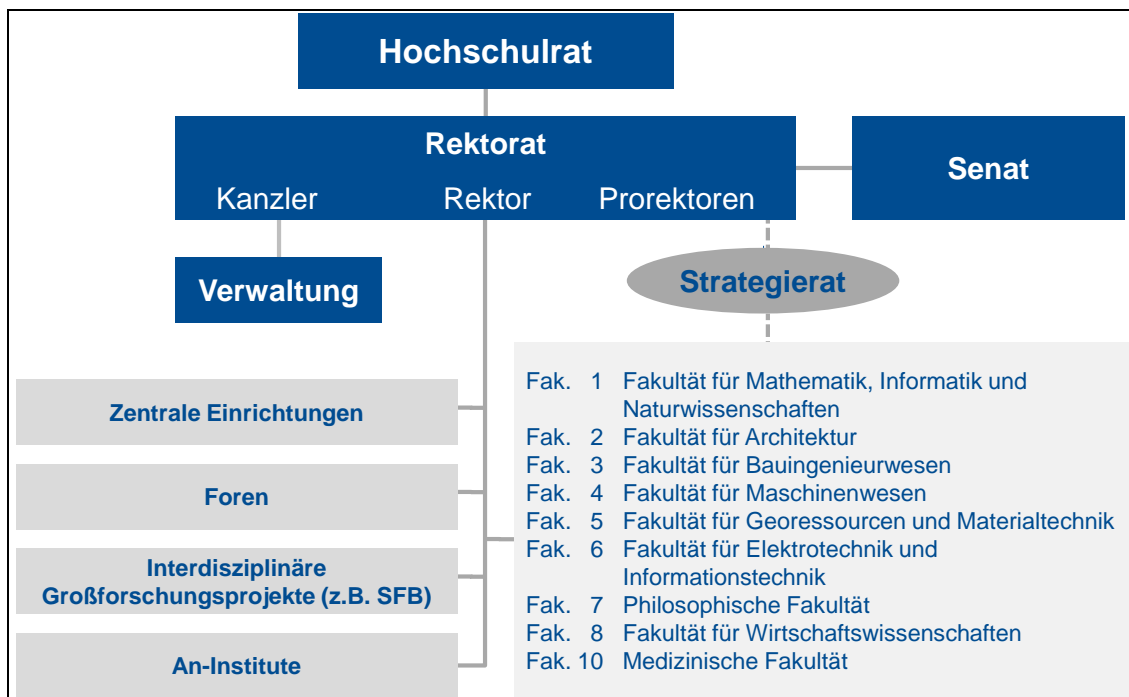 Hochschulrat
Rektorat
Kanzler Rektor Prorektoren
Senat
Verwaltung
Strategierat
Zentrale Einrichtungen
Foren
Interdisziplinäre
Großforschungsprojekte (z.B. SFB)
An-Institute
Fak. 1 Fakultät für Mathematik, Informatik und
Naturwissenschaften
Fak. 2 Fakultät für Architektur
Fak. 3 Fakultät für Bauingenieurwesen
Fak. 4 Fakultät für Maschinenwesen
Fak. 5 Fakultät für Georessourcen und Materialtechnik
Fak. 6 Fakultät für Elektrotechnik und
Informationstechnik
Fak. 7 Philosophische Fakultät
Fak. 8 Fakultät für Wirtschaftswissenschaften
Fak. 10 Medizinische Fakultät